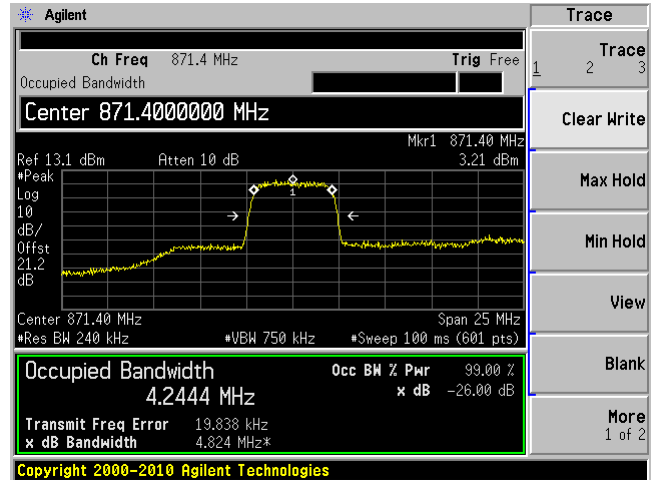 Agilent
Trace
Ch Freq 871.4 MHz Trig Free
Occupied Bandwidth
Center 871.4000000 MHz
Mkr1 871.40 MHz
Ref 13.1 dBm Atten 10 dB 3.21 dBm
#Peak
Log
10
dB/
Offst
21.2
dB
1
Center 871.40 MHz Span 25 MHz
#Res BW 240 kHz #VBW 750 kHz #Sweep 100 ms (601 pts)
Occupied Bandwidth Occ BW % Pwr 99.00 %
4.2444 MHz x dB -26.00 dB
Transmit Freq Error 19.838 kHz
x dB Bandwidth 4.824 MHz*
Copyright 2000-2010 Agilent Technologies
Trace
1 2 3
Clear Write
Max Hold
Min Hold
View
Blank
More
1 of 2